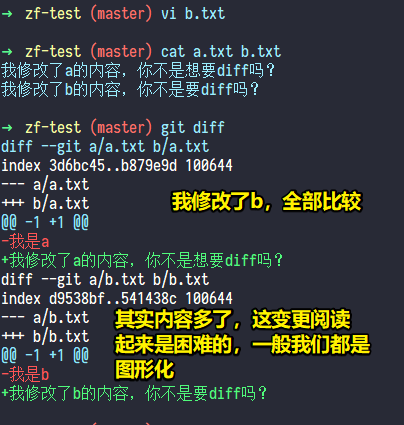 ➜ zf-test (master) vi b.txt
➜ zf-test (master) cat a.txt b.txt
我修改了a的内容，你不是想要diff吗？
我修改了b的内容，你不是要diff吗？
➜ zf-test (master) git diff
diff --git a/a.txt b/a.txt
index 3d6bc45..b879e9d 100644
--- a/a.txt
+++ b/a.txt
我修改了b，全部比较
@@ -1 +1 @@
-我是a
+我修改了a的内容，你不是想要diff吗？
diff --git a/b.txt b/b.txt
index d9538bf..541438c 100644
--- a/b.txt
+++ b/b.txt
@@ -1 +1 @@
其实内容多了，这变更阅读
起来是困难的，一般我们都是
图形化
-我是b
+我修改了b的内容，你不是要diff吗？